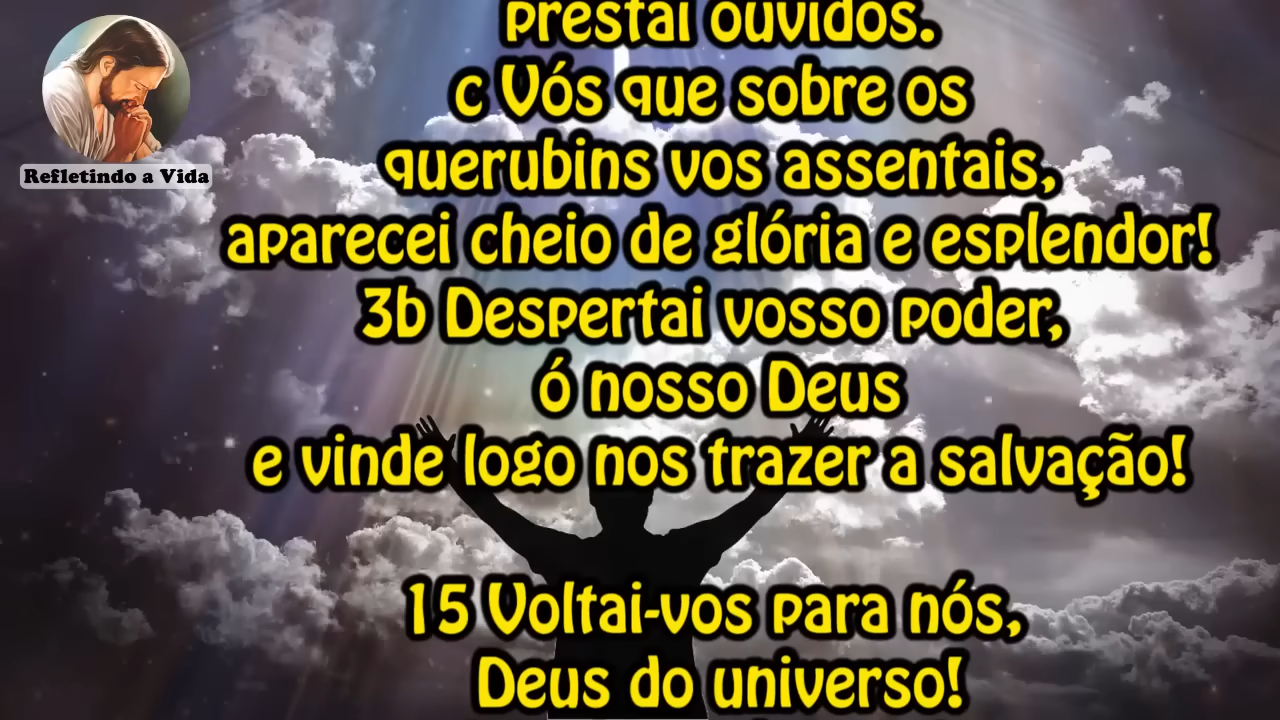 Refletindo a Vida
prestai ouvidos.
c Vós que sobre os
querubins vos assentais,
aparecei cheio de glória e esplendor!
3b Despertai vosso poder,
ó nosso Deus
e vinde logo nos trazer a salvação!
15 Voltai-vos para nós,
Deus do universo!